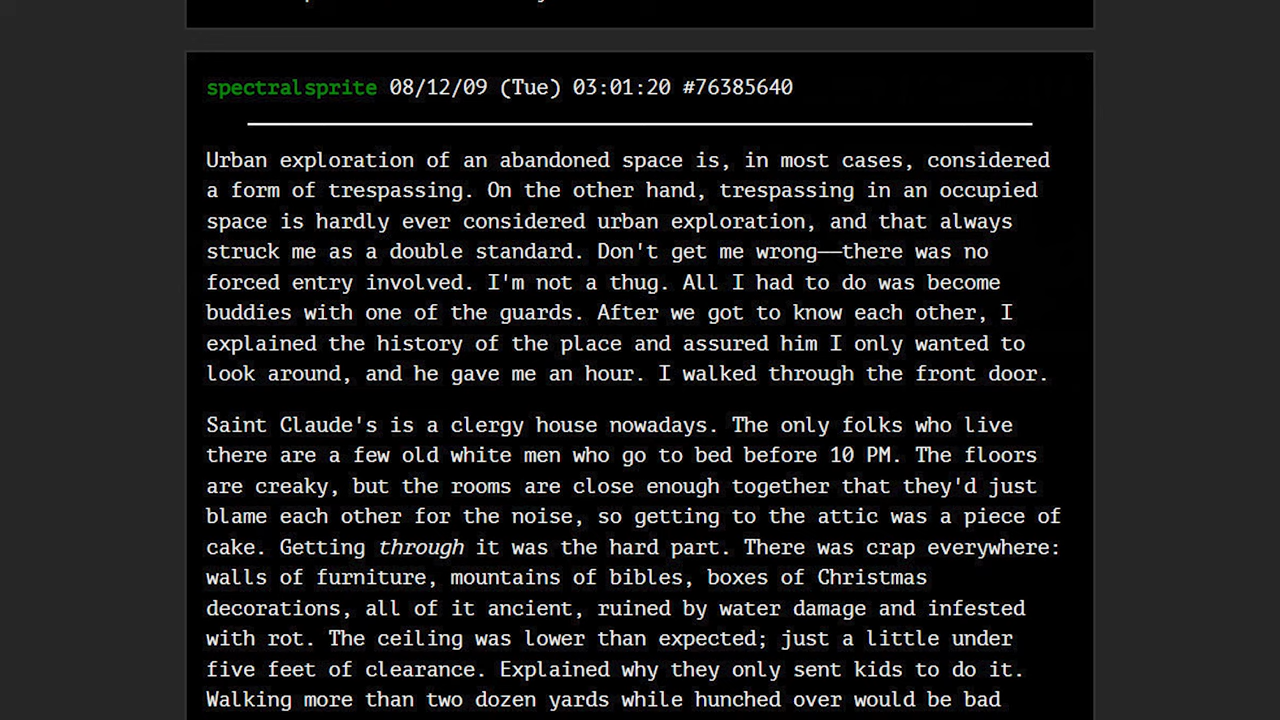 spectralsprite 08/12/09 (Tue) 03:01:20 #76385640
Urban exploration of an abandoned space is, in most cases, considered
a form of trespassing. On the other hand, trespassing in an occupied
space is hardly ever considered urban exploration, and that always
struck me as a double standard. Don't get me wrong——there was no
forced entry involved. I'm not a thug. All I had to do was become
buddies with one of the guards. After we got to know each other, I
explained the history of the place and assured him I only wanted to
look around, and he gave me an hour. I walked through the front door.
Saint Claude's is a clergy house nowadays. The only folks who live
there are a few old white men who go to bed before 10 PM. The floors
are creaky, but the rooms are close enough together that they'd just
blame each other for the noise, so getting to the attic was a piece of
cake. Getting through it was the hard part. There was crap everywhere:
walls of furniture, mountains of bibles, boxes of Christmas
decorations, all of it ancient, ruined by water damage and infested
with rot. The ceiling was lower than expected; just a little under
five feet of clearance. Explained why they only sent kids to do it.
Walking more than two dozen yards while hunched over would be bad